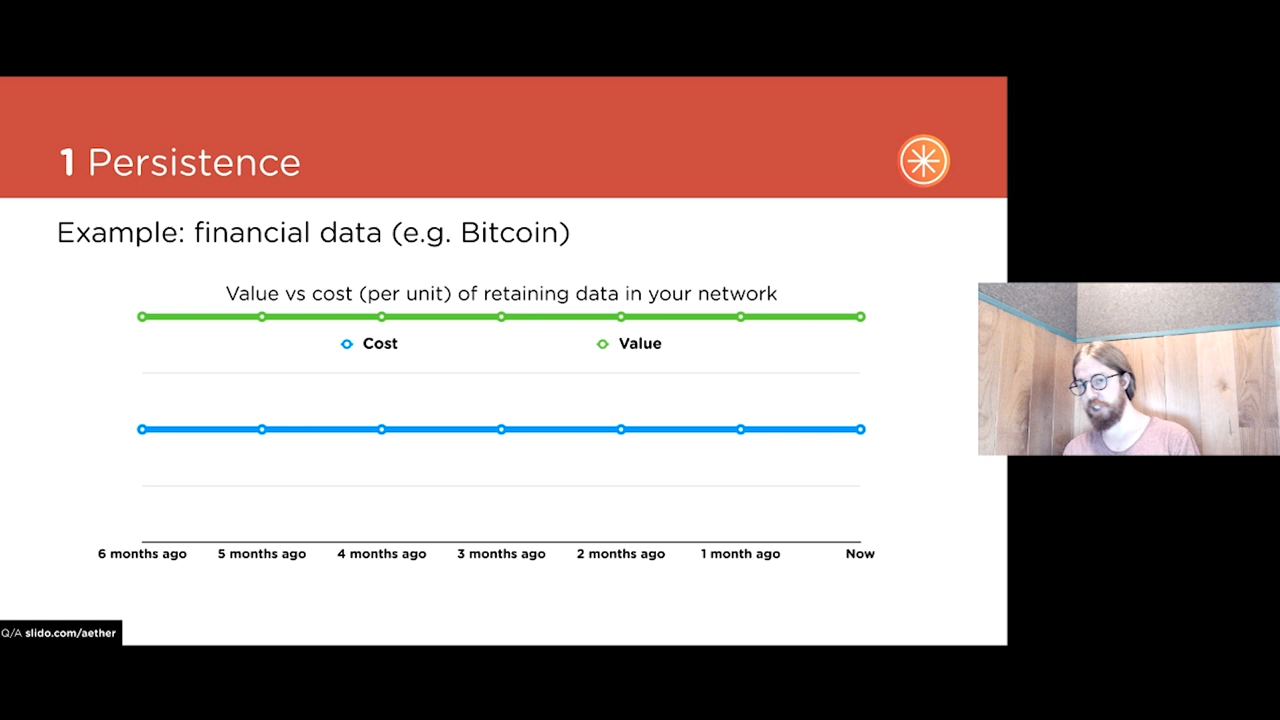 1 Persistence
Example: financial data (e.g. Bitcoin)
Value vs cost (per unit) of retaining data in your network
Cost Value
6 months ago 5 months ago 4 months ago 3 months ago 2 months ago 1 month ago Now
Q/A slido.com/aether